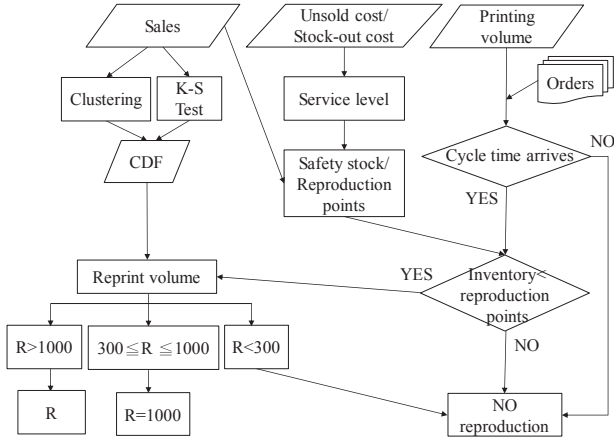 Sales
Unsold cost/
Stock-out cost
Printing
volume
Orders
Clustering
K-S
Test
Service level
CDF
Safety stock/
Reproduction
points
Cycle time arrives
NO
YES
Reprint volume
YES
Inventory<
reproduction
points
NO
R>1000
300≦R ≦1000
R<300
R
R=1000
NO
reproduction